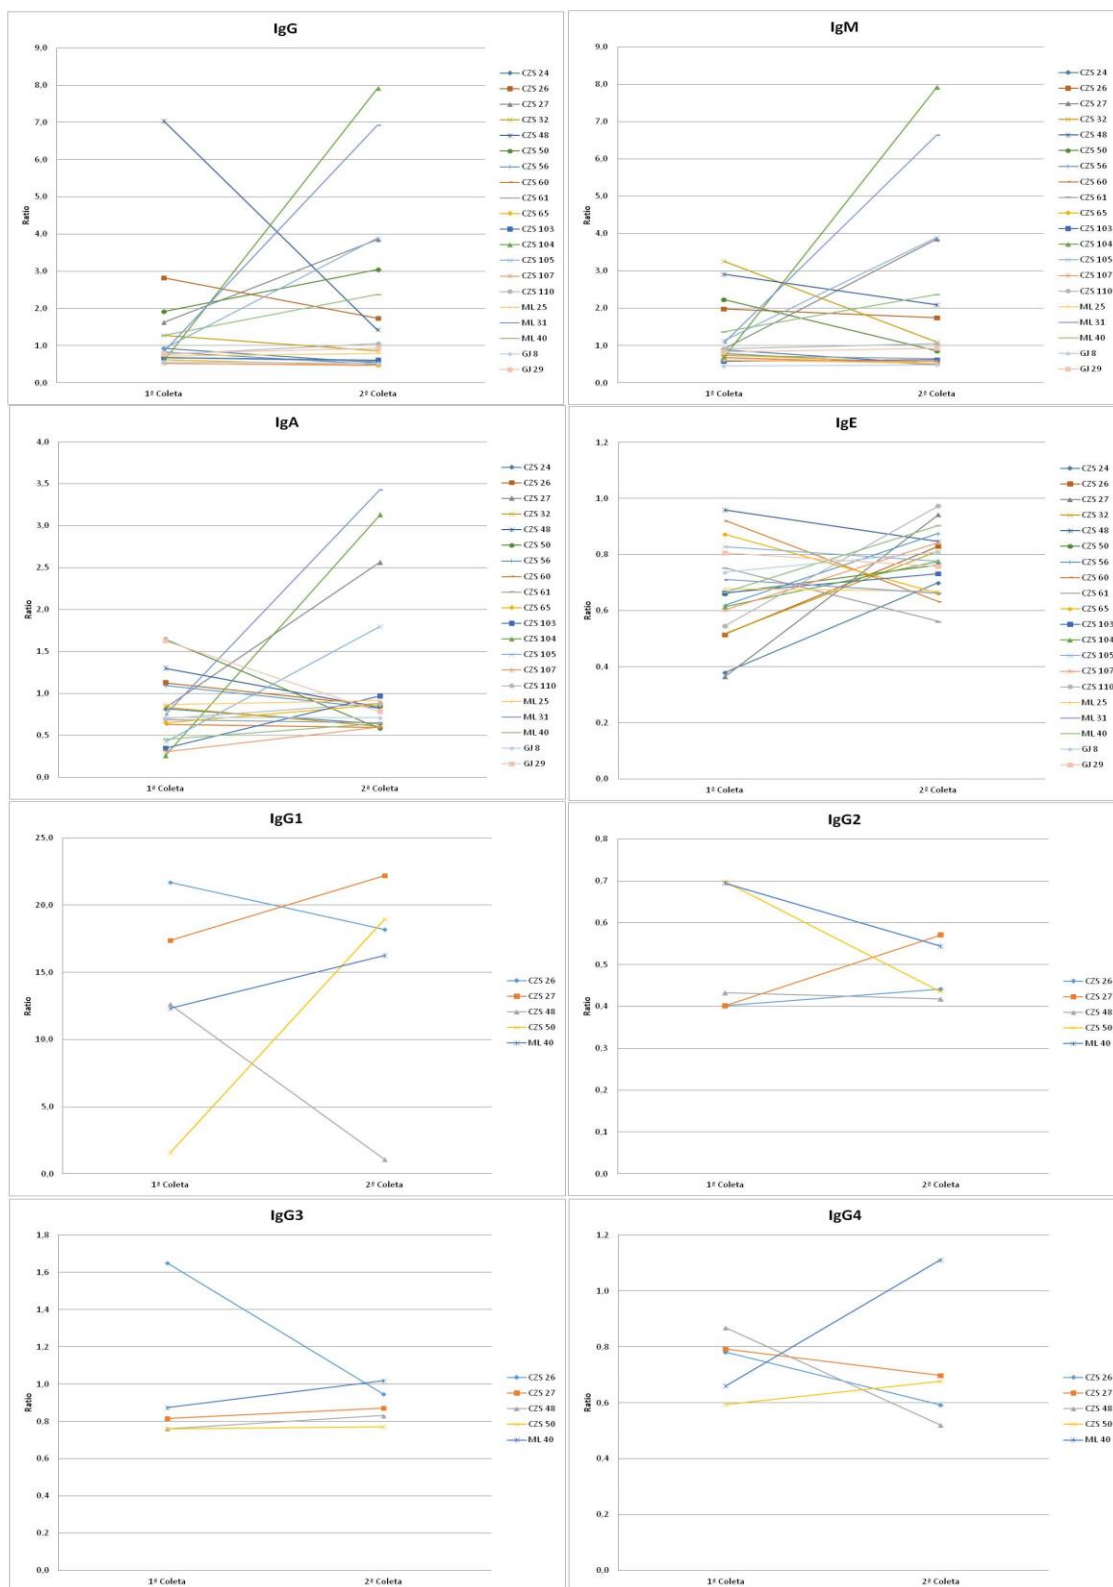 IgG
9,0
8,0
7,0
6,0
5,0
4,0
3,0
2,0
1,0
0,0
Ratio
1ª Coleta 2ª Coleta
CZS 24
CZS 26
CZS 27
CZS 32
CZS 48
CZS 50
CZS 56
CZS 60
CZS 61
CZS 65
CZS 103
CZS 104
CZS 105
CZS 107
CZS 110
ML 25
ML 31
ML 40
GJ 8
GJ 29
IgM
9,0
8,0
7,0
6,0
5,0
4,0
3,0
2,0
1,0
0,0
Ratio
1ª Coleta 2ª Coleta
CZS 24
CZS 26
CZS 27
CZS 32
CZS 48
CZS 50
CZS 56
CZS 60
CZS 61
CZS 65
CZS 103
CZS 104
CZS 105
CZS 107
CZS 110
ML 25
ML 31
ML 40
GJ 8
GJ 29
IgA
4,0
3,5
3,0
2,5
2,0
1,5
1,0
0,5
0,0
Ratio
1ª Coleta 2ª Coleta
CZS 24
CZS 26
CZS 27
CZS 32
CZS 48
CZS 50
CZS 56
CZS 60
CZS 61
CZS 65
CZS 103
CZS 104
CZS 105
CZS 107
CZS 110
ML 25
ML 31
ML 40
GJ 8
GJ 29
IgE
1,2
1,0
0,8
0,6
0,4
0,2
0,0
Ratio
1ª Coleta 2ª Coleta
CZS 24
CZS 26
CZS 27
CZS 32
CZS 48
CZS 50
CZS 56
CZS 60
CZS 61
CZS 65
CZS 103
CZS 104
CZS 105
CZS 107
CZS 110
ML 25
ML 31
ML 40
GJ 8
GJ 29
IgG1
25,0
20,0
15,0
10,0
5,0
0,0
Ratio
1ª Coleta 2ª Coleta
CZS 26
CZS 27
CZS 48
CZS 50
ML 40
IgG2
0,8
0,7
0,6
0,5
0,4
0,3
0,2
0,1
0,0
Ratio
1ª Coleta 2ª Coleta
CZS 26
CZS 27
CZS 48
CZS 50
ML 40
IgG3
1,8
1,6
1,4
1,2
1,0
0,8
0,6
0,4
0,2
0,0
Ratio
1ª Coleta 2ª Coleta
CZS 26
CZS 27
CZS 48
CZS 50
ML 40
IgG4
1,2
1,0
0,8
0,6
0,4
0,2
0,0
Ratio
1ª Coleta 2ª Coleta
CZS 26
CZS 27
CZS 48
CZS 50
ML 40